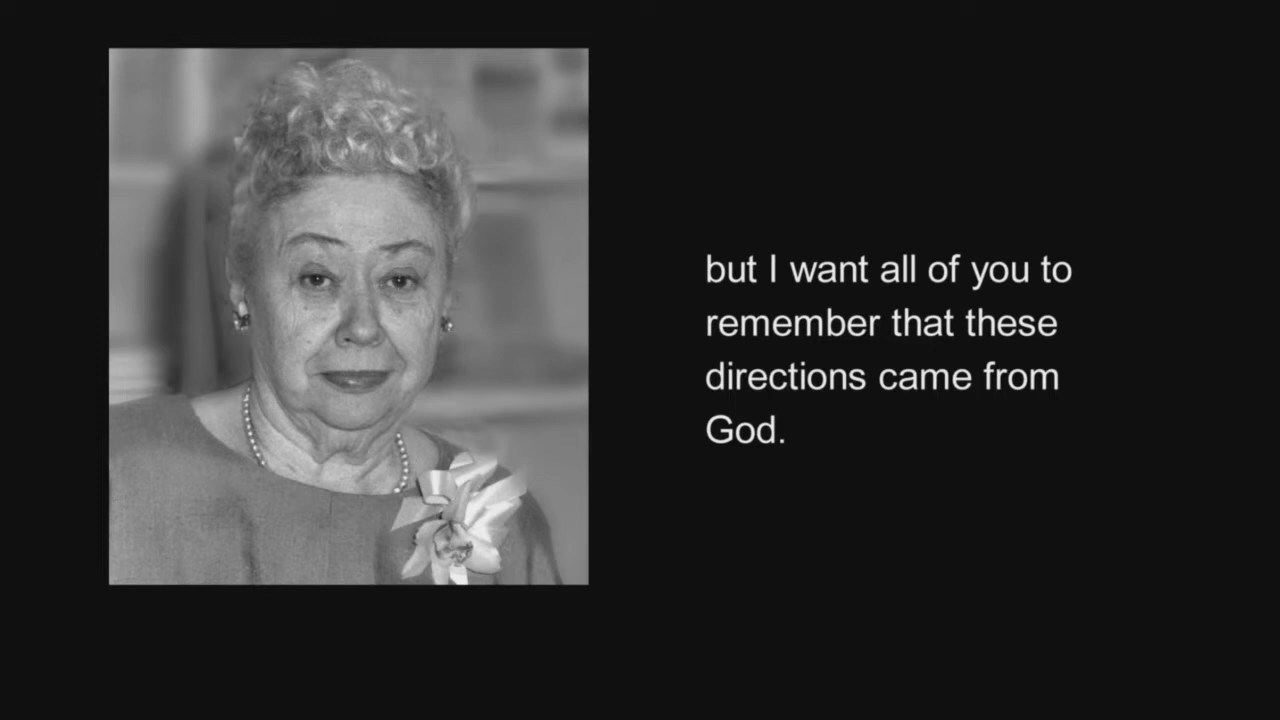 but I want all of you to
remember that these
directions came from
God.